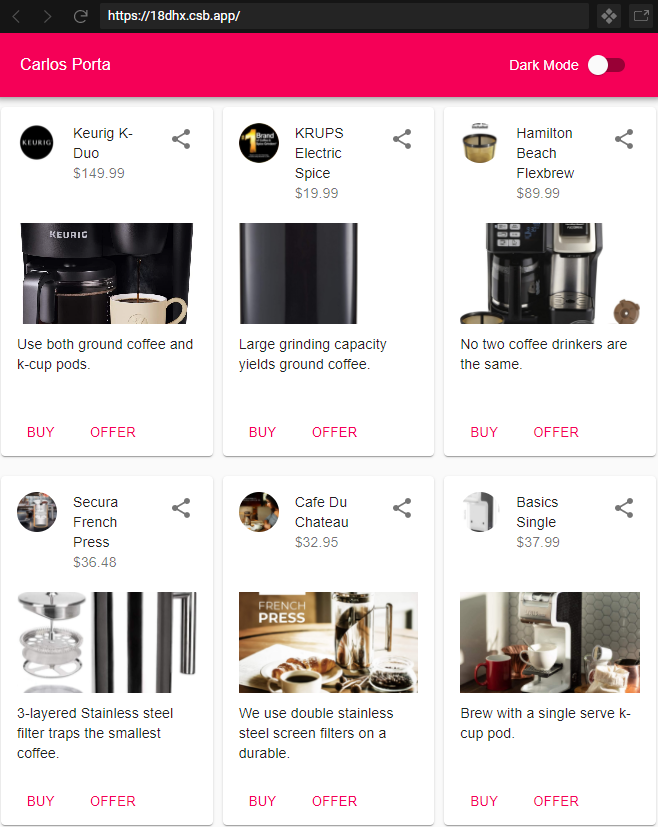 https://18dhx.csb.app/
Carlos Porta
Dark Mode
KEURIG
Keurig K-
Duo
$149.99
KEURIG
Use both ground coffee and
k-cup pods.
BUY OFFER
1 Brand
KRUPS
Electric
Spice
$19.99
Large grinding capacity
yields ground coffee.
BUY OFFER
Hamilton
Beach
Flexbrew
$89.99
No two coffee drinkers are
the same.
BUY OFFER
Secura
French
Press
$36.48
3-layered Stainless steel
filter traps the smallest
coffee.
BUY OFFER
Cafe Du
Chateau
$32.95
FRENCH
PRESS
We use double stainless
steel screen filters on a
durable.
BUY OFFER
Basics
Single
$37.99
Brew with a single serve k-
cup pod.
BUY OFFER